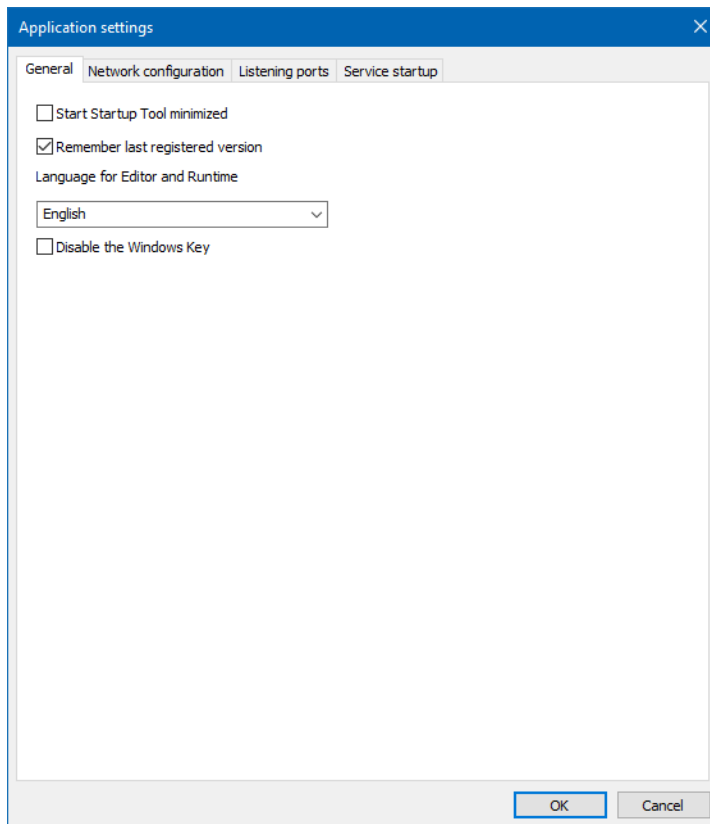 Application settings
General Network configuration Listening ports Service startup
Start Startup Tool minimized
Remember last registered version
Language for Editor and Runtime
English
Disable the Windows Key
OK Cancel